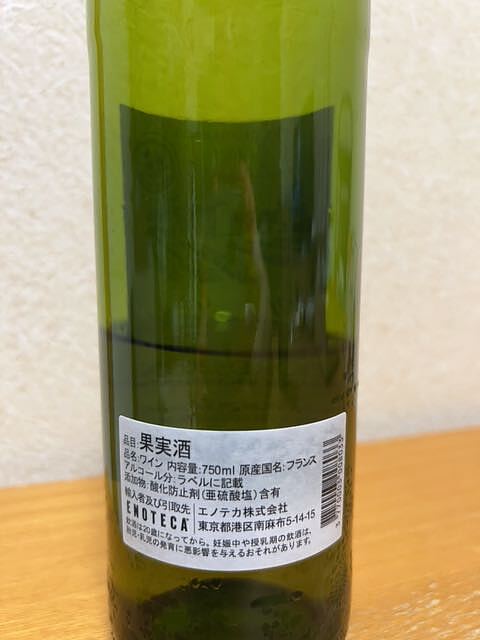 品目:果実酒
品名:ワイン 内容量:750ml 原産国名:フランス
アルコール分:ラベルに記載
添加物:酸化防止剤(亜硫酸塩)含有
輸入者及び引取先 エノテカ株式会社
ENOTECA 東京都港区南麻布5-14-15
飲酒は20歳になってから。妊娠中や授乳期の飲酒は、
胎児・乳児の発育に悪影響を与えるおそれがあります。